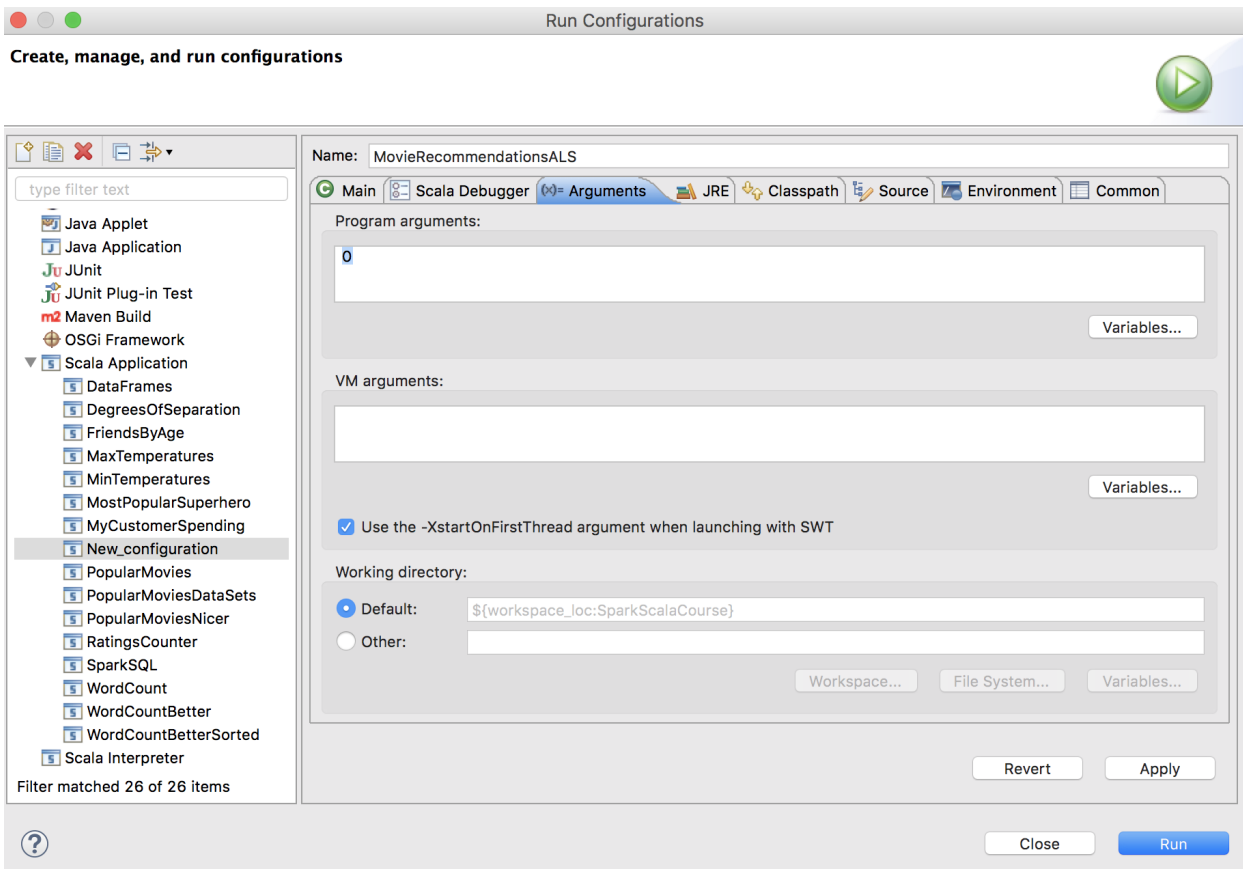 Run Configurations
Create, manage, and run configurations
type filter text
Java Applet
Java Application
Ju JUnit
JU JUnit Plug-in Test
m2 Maven Build
OSGi Framework
Scala Application
DataFrames
DegreesOfSeparation
FriendsByAge
MaxTemperatures
MinTemperatures
MostPopularSuperhero
MyCustomerSpending
New_configuration
PopularMovies
PopularMoviesDataSets
PopularMoviesNicer
RatingsCounter
SparkSQL
WordCount
WordCountBetter
WordCountBetterSorted
Scala Interpreter
Filter matched 26 of 26 items
Name: MovieRecommendationsALS
Main Scala Debugger (x)= Arguments JRE Classpath Source Environment Common
Program arguments:
0
Variables...
VM arguments:
Variables...
Use the -XstartOnFirstThread argument when launching with SWT
Working directory:
Default: ${workspace_loc:SparkScalaCourse}
Other:
Workspace... File System... Variables...
Revert Apply
? Close Run